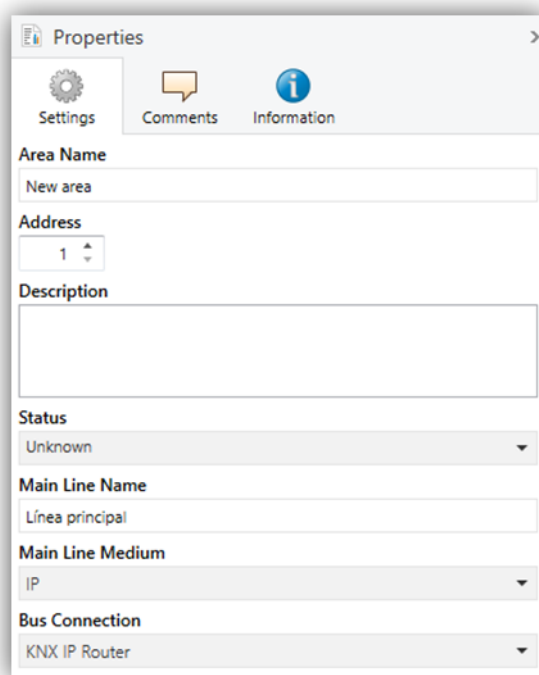 Properties
Settings Comments Information
Area Name
New area
Address
1
Description
Status
Unknown
Main Line Name
Línea principal
Main Line Medium
IP
Bus Connection
KNX IP Router